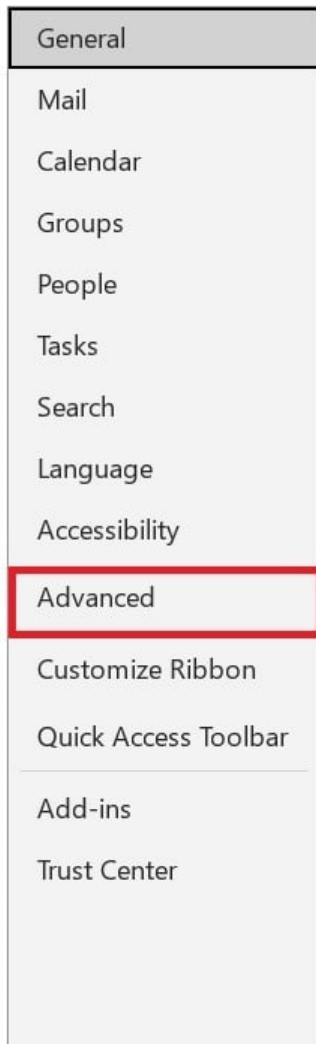 General
Mail
Calendar
Groups
People
Tasks
Search
Language
Accessibility
Advanced
Customize Ribbon
Quick Access Toolbar
Add-ins
Trust Center